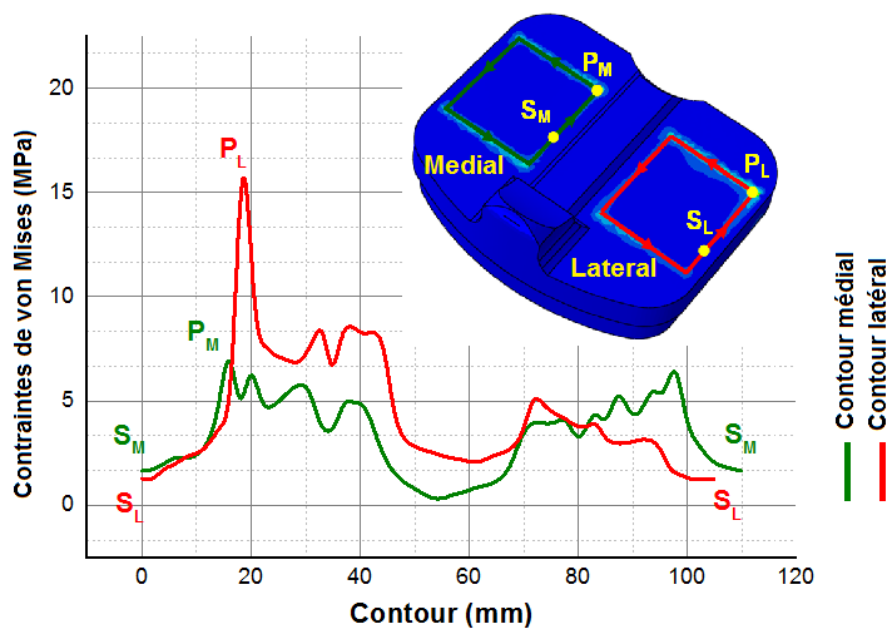 Contraintes de von Mises (MPa)
20
15
10
5
0
P_L
P_M
S_M
S_L
S_M
S_L
P_M
S_M
Medial
P_L
S_L
Lateral
0 20 40 60 80 100 120
Contour (mm)
Contour médial
Contour latéral